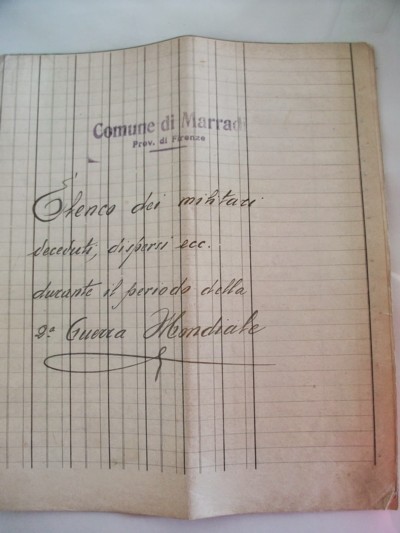 Comune di Marradi
Prov. di Firenze
Elenco dei militari
deceduti, dispersi ecc.
durante il periodo della
2a Guerra Mondiale